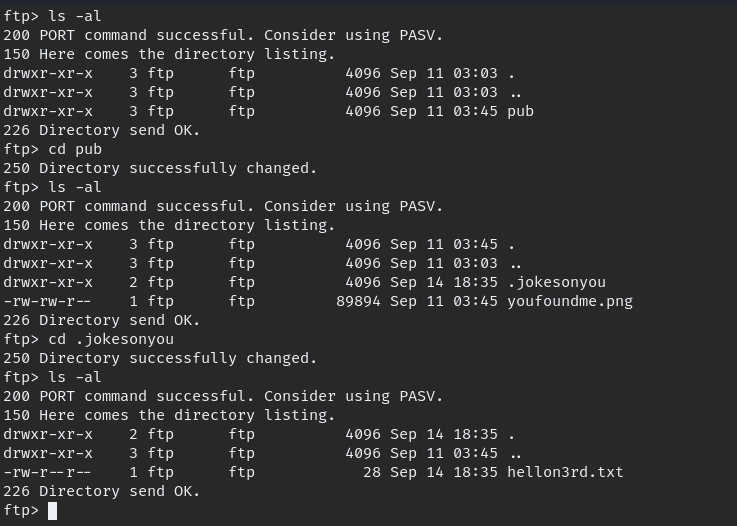 ftp> ls -al
200 PORT command successful. Consider using PASV.
150 Here comes the directory listing.
drwxr-xr-x    3 ftp      ftp          4096 Sep 11 03:03 .
drwxr-xr-x    3 ftp      ftp          4096 Sep 11 03:03 ..
drwxr-xr-x    3 ftp      ftp          4096 Sep 11 03:45 pub
226 Directory send OK.
ftp> cd pub
250 Directory successfully changed.
ftp> ls -al
200 PORT command successful. Consider using PASV.
150 Here comes the directory listing.
drwxr-xr-x    3 ftp      ftp          4096 Sep 11 03:45 .
drwxr-xr-x    3 ftp      ftp          4096 Sep 11 03:03 ..
drwxr-xr-x    2 ftp      ftp          4096 Sep 14 18:35 .jokesonyou
-rw-rw-r--    1 ftp      ftp         89894 Sep 11 03:45 youfoundme.png
226 Directory send OK.
ftp> cd .jokesonyou
250 Directory successfully changed.
ftp> ls -al
200 PORT command successful. Consider using PASV.
150 Here comes the directory listing.
drwxr-xr-x    2 ftp      ftp          4096 Sep 14 18:35 .
drwxr-xr-x    3 ftp      ftp          4096 Sep 11 03:45 ..
-rw-r--r--    1 ftp      ftp            28 Sep 14 18:35 hellon3rd.txt
226 Directory send OK.
ftp>